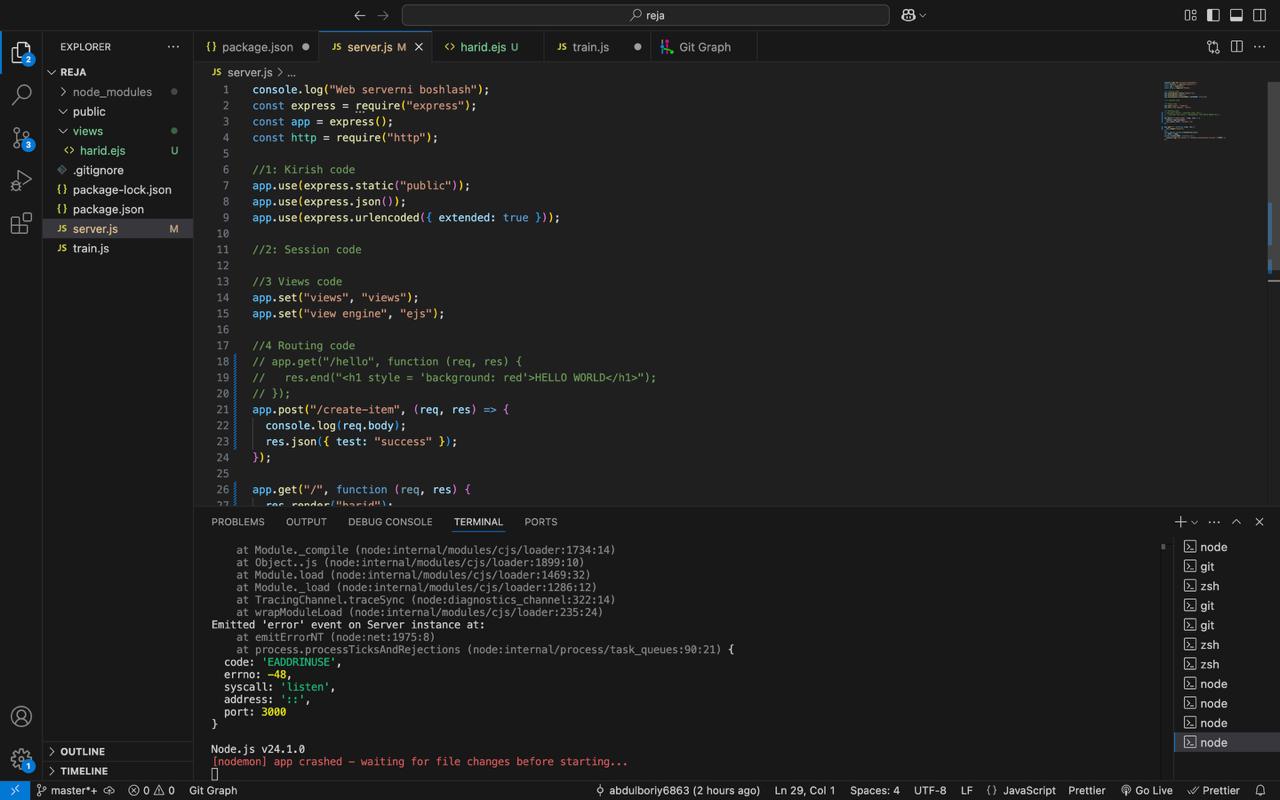 reja
EXPLORER
REJA
node_modules
public
views
harid.ejs U
.gitignore
package-lock.json
package.json
server.js M
train.js
OUTLINE
TIMELINE
2
3
1
package.json
server.js M
harid.ejs U
train.js
Git Graph
server.js > ...
1 console.log("Web serverni boshlash");
2 const express = require("express");
3 const app = express();
4 const http = require("http");
5
6 //1: Kirish code
7 app.use(express.static("public"));
8 app.use(express.json());
9 app.use(express.urlencoded({ extended: true }));
10
11 //2: Session code
12
13 //3 Views code
14 app.set("views", "views");
15 app.set("view engine", "ejs");
16
17 //4 Routing code
18 // app.get("/hello", function (req, res) {
19 //   res.end("<h1 style = 'background: red'>HELLO WORLD</h1>");
20 // });
21 app.post("/create-item", (req, res) => {
22   console.log(req.body);
23   res.json({ test: "success" });
24 });
25
26 app.get("/", function (req, res) {
27   res.render("harid");
PROBLEMS OUTPUT DEBUG CONSOLE TERMINAL PORTS
at Module._compile (node:internal/modules/cjs/loader:1734:14)
at Object..js (node:internal/modules/cjs/loader:1899:10)
at Module.load (node:internal/modules/cjs/loader:1469:32)
at Module._load (node:internal/modules/cjs/loader:1286:12)
at TracingChannel.traceSync (node:diagnostics_channel:322:14)
at wrapModuleLoad (node:internal/modules/cjs/loader:235:24)
Emitted 'error' event on Server instance at:
at emitErrorNT (node:net:1975:8)
at process.processTicksAndRejections (node:internal/process/task_queues:90:21) {
code: 'EADDRINUSE',
errno: -48,
syscall: 'listen',
address: '::',
port: 3000
}
Node.js v24.1.0
[nodemon] app crashed - waiting for file changes before starting...
node
git
zsh
git
git
zsh
zsh
node
node
node
node
master*+ 0 0 Git Graph abdulboriy6863 (2 hours ago) Ln 29, Col 1 Spaces: 4 UTF-8 LF {} JavaScript Prettier Go Live Prettier